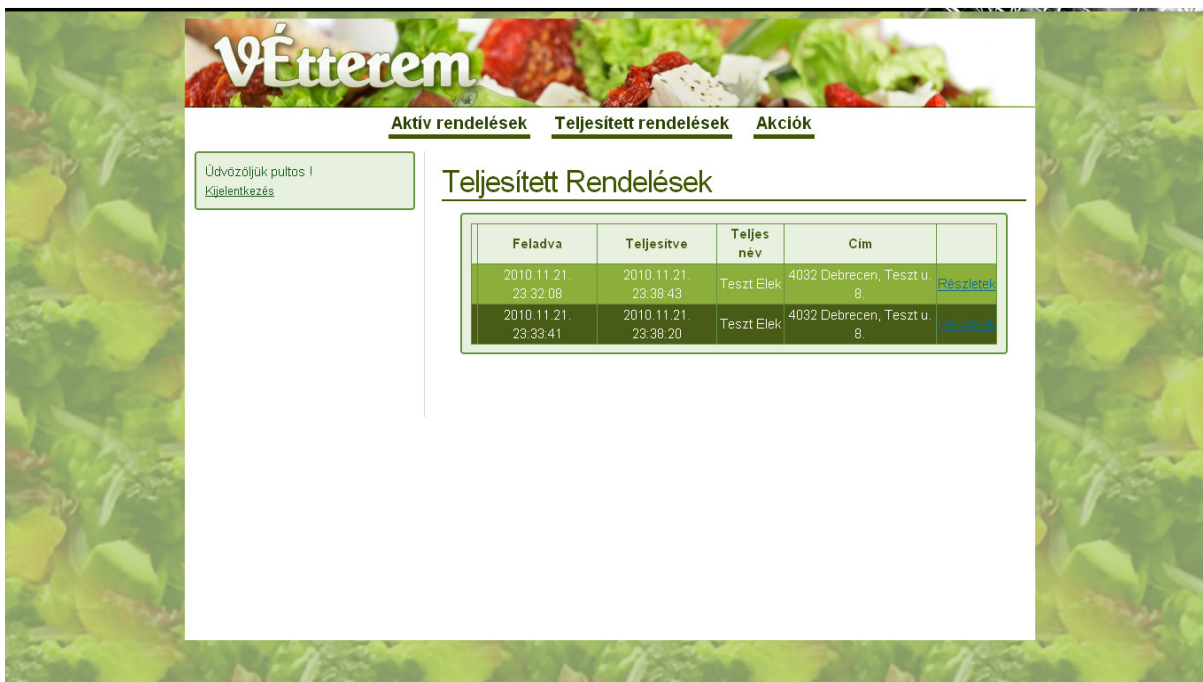 vÉtterem
Aktív rendelések Teljesített rendelések Akciók
Üdvözöljük pultos !
Kijelentkezés
Teljesített Rendelések
Feladva Teljesítve Teljes név Cím
2010.11.21. 23:32:08 2010.11.21. 23:38:43 Teszt Elek 4032 Debrecen, Teszt u. 8. Részletek
2010.11.21. 23:33:41 2010.11.21. 23:38:20 Teszt Elek 4032 Debrecen, Teszt u. 8. Részletek